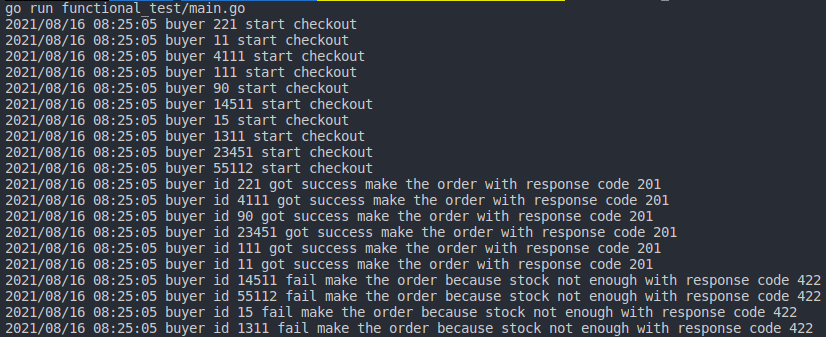 go run functional_test/main.go
2021/08/16 08:25:05 buyer 221 start checkout
2021/08/16 08:25:05 buyer 11 start checkout
2021/08/16 08:25:05 buyer 4111 start checkout
2021/08/16 08:25:05 buyer 111 start checkout
2021/08/16 08:25:05 buyer 90 start checkout
2021/08/16 08:25:05 buyer 14511 start checkout
2021/08/16 08:25:05 buyer 15 start checkout
2021/08/16 08:25:05 buyer 1311 start checkout
2021/08/16 08:25:05 buyer 23451 start checkout
2021/08/16 08:25:05 buyer 55112 start checkout
2021/08/16 08:25:05 buyer id 221 got success make the order with response code 201
2021/08/16 08:25:05 buyer id 4111 got success make the order with response code 201
2021/08/16 08:25:05 buyer id 90 got success make the order with response code 201
2021/08/16 08:25:05 buyer id 23451 got success make the order with response code 201
2021/08/16 08:25:05 buyer id 111 got success make the order with response code 201
2021/08/16 08:25:05 buyer id 11 got success make the order with response code 201
2021/08/16 08:25:05 buyer id 14511 fail make the order because stock not enough with response code 422
2021/08/16 08:25:05 buyer id 55112 fail make the order because stock not enough with response code 422
2021/08/16 08:25:05 buyer id 15 fail make the order because stock not enough with response code 422
2021/08/16 08:25:05 buyer id 1311 fail make the order because stock not enough with response code 422